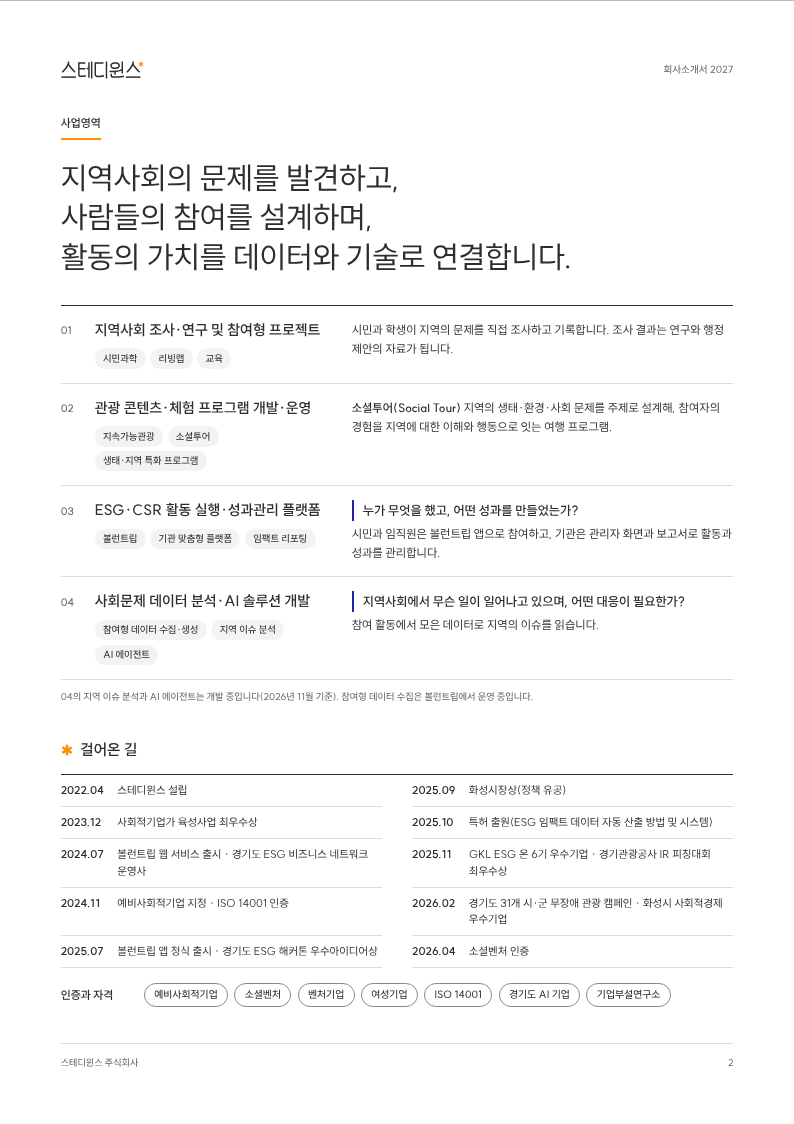 스테디윈스*
회사소개서 2027
사업영역
지역사회의 문제를 발견하고,
사람들의 참여를 설계하며,
활동의 가치를 데이터와 기술로 연결합니다.
01
지역사회 조사·연구 및 참여형 프로젝트
시민과학
리빙랩
교육
시민과 학생이 지역의 문제를 직접 조사하고 기록합니다. 조사 결과는 연구와 행정
제안의 자료가 됩니다.
02
관광 콘텐츠·체험 프로그램 개발·운영
지속가능관광
소셜투어
생태·지역 특화 프로그램
소셜투어(Social Tour) 지역의 생태·환경·사회 문제를 주제로 설계해, 참여자의
경험을 지역에 대한 이해와 행동으로 잇는 여행 프로그램.
03
ESG·CSR 활동 실행·성과관리 플랫폼
볼런트립
기관 맞춤형 플랫폼
임팩트 리포팅
누가 무엇을 했고, 어떤 성과를 만들었는가?
시민과 임직원은 볼런트립 앱으로 참여하고, 기관은 관리자 화면과 보고서로 활동과
성과를 관리합니다.
04
사회문제 데이터 분석·AI 솔루션 개발
참여형 데이터 수집·생성
지역 이슈 분석
AI 에이전트
지역사회에서 무슨 일이 일어나고 있으며, 어떤 대응이 필요한가?
참여 활동에서 모은 데이터로 지역의 이슈를 읽습니다.
04의 지역 이슈 분석과 AI 에이전트는 개발 중입니다(2026년 11월 기준). 참여형 데이터 수집은 볼런트립에서 운영 중입니다.
✱ 걸어온 길
2022.04 스테디윈스 설립
2023.12 사회적기업가 육성사업 최우수상
2024.07 볼런트립 웹 서비스 출시 · 경기도 ESG 비즈니스 네트워크
운영사
2024.11 예비사회적기업 지정 · ISO 14001 인증
2025.07 볼런트립 앱 정식 출시 · 경기도 ESG 해커톤 우수아이디어상
2025.09 화성시장상(정책 유공)
2025.10 특허 출원(ESG 임팩트 데이터 자동 산출 방법 및 시스템)
2025.11 GKL ESG 온 6기 우수기업 · 경기관광공사 IR 피칭대회
최우수상
2026.02 경기도 31개 시·군 무장애 관광 캠페인 · 화성시 사회적경제
우수기업
2026.04 소셜벤처 인증
인증과 자격
예비사회적기업
소셜벤처
벤처기업
여성기업
ISO 14001
경기도 AI 기업
기업부설연구소
스테디윈스 주식회사
2